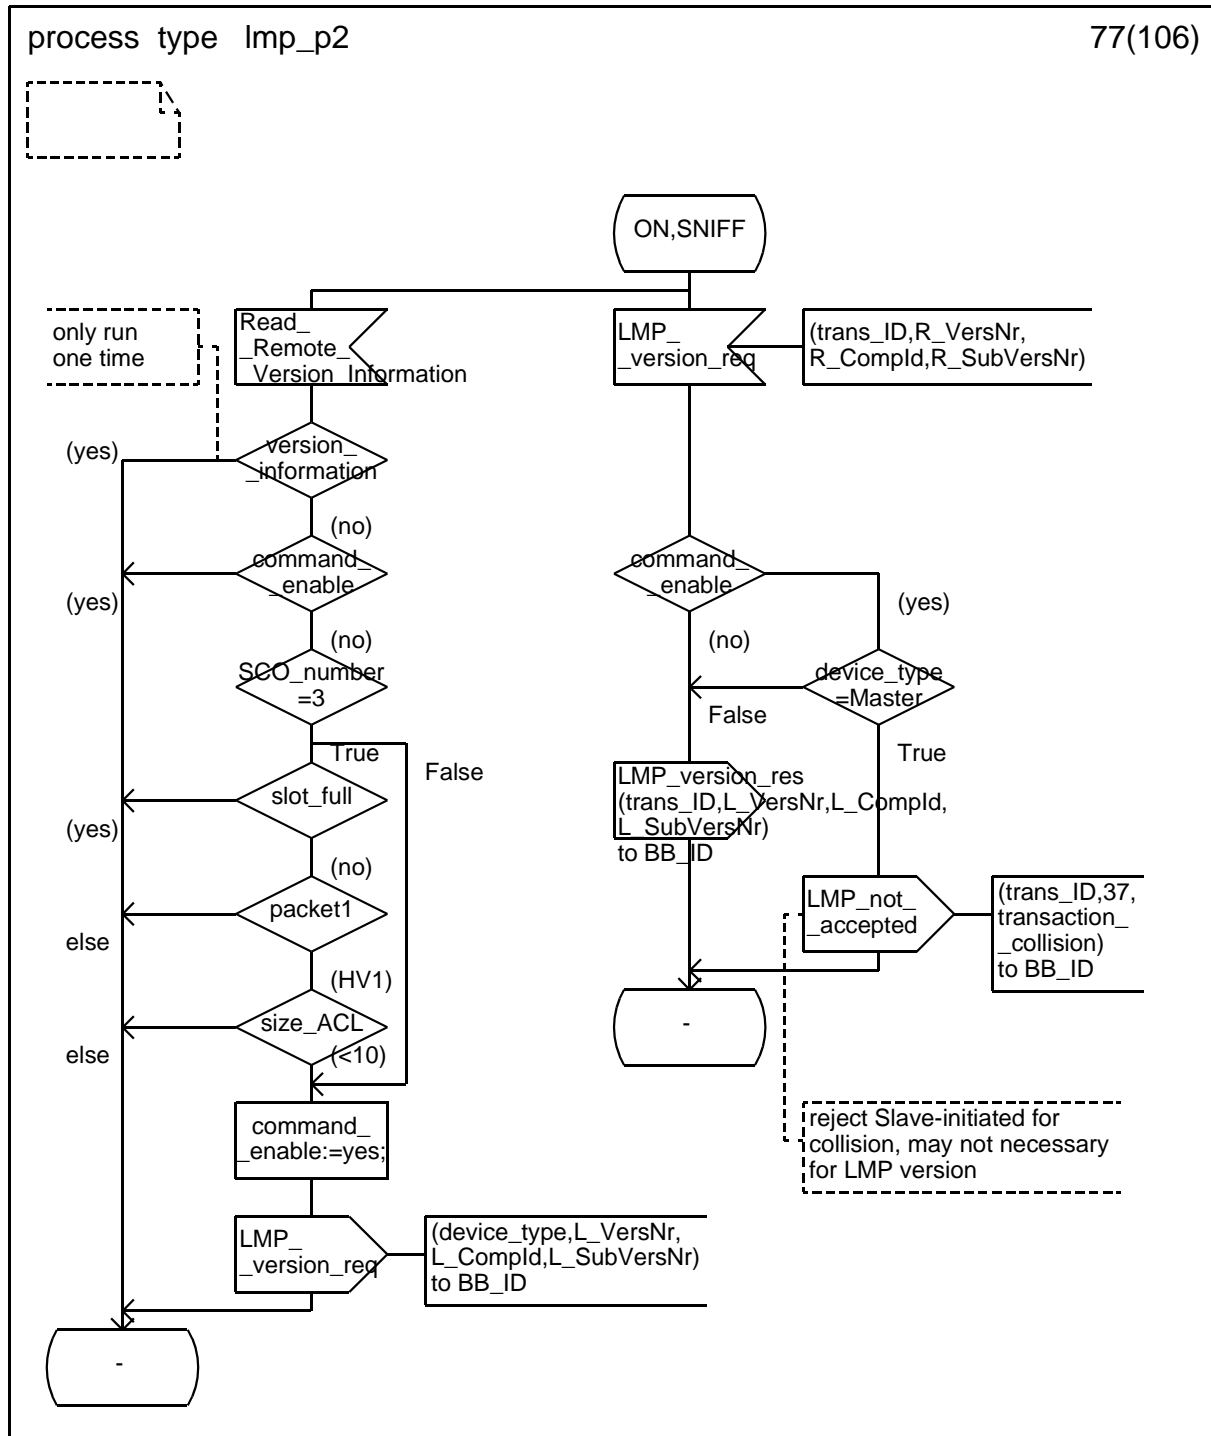 process type lmp_p2
77(106)
ON,SNIFF
only run
one time
Read_
_Remote_
_Version_Information
LMP_
_version_req
(trans_ID,R_VersNr,
R_CompId,R_SubVersNr)
(yes)
version_
_information
(no)
command_
_enable
(yes)
(no)
SCO_number
=3
True
False
slot_full
(yes)
(no)
packet1
else
(HV1)
size_ACL
else
(<10)
command_
_enable:=yes;
LMP_
_version_req
(device_type,L_VersNr,
L_CompId,L_SubVersNr)
to BB_ID
-
command_
_enable
(yes)
(no)
device_type
=Master
False
True
LMP_version_res
(trans_ID,L_VersNr,L_CompId,
L_SubVersNr)
to BB_ID
LMP_not_
_accepted
(trans_ID,37,
transaction_
_collision)
to BB_ID
-
reject Slave-initiated for
collision, may not necessary
for LMP version